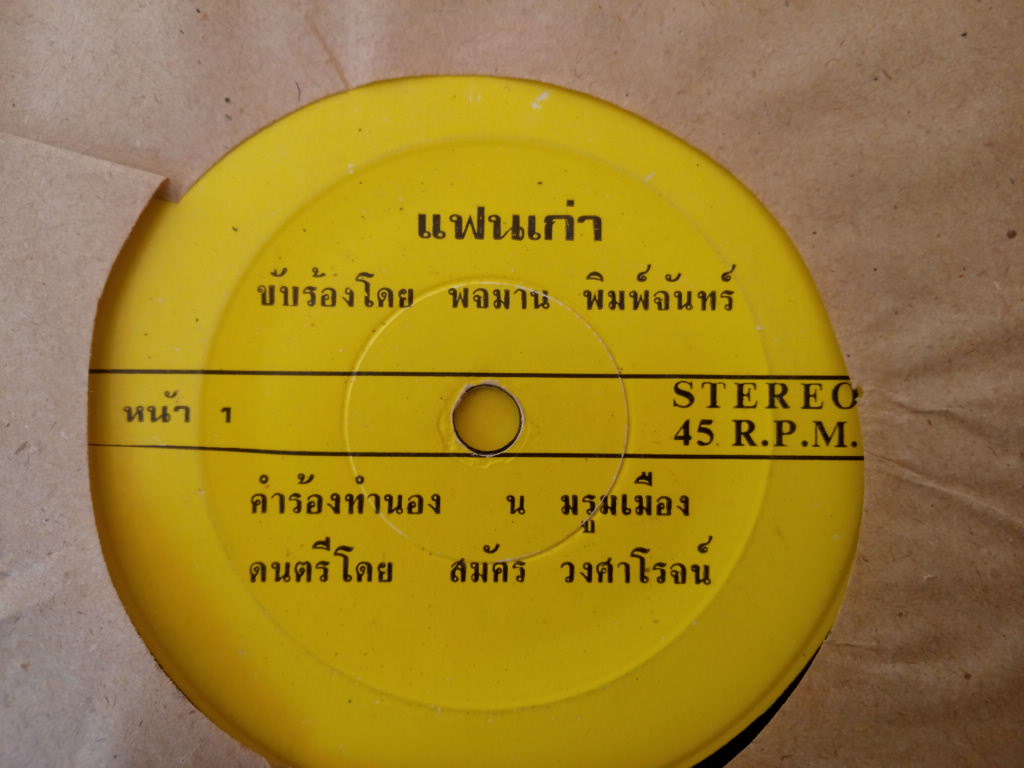 แฟนเก่า
ขับร้องโดย พจมาน พิมพ์จันทร์
หน้า 1
STEREO
45 R.P.M.
คำร้องทำนอง น มรูมเมือง
ดนตรีโดย สมัคร วงศาโรจน์